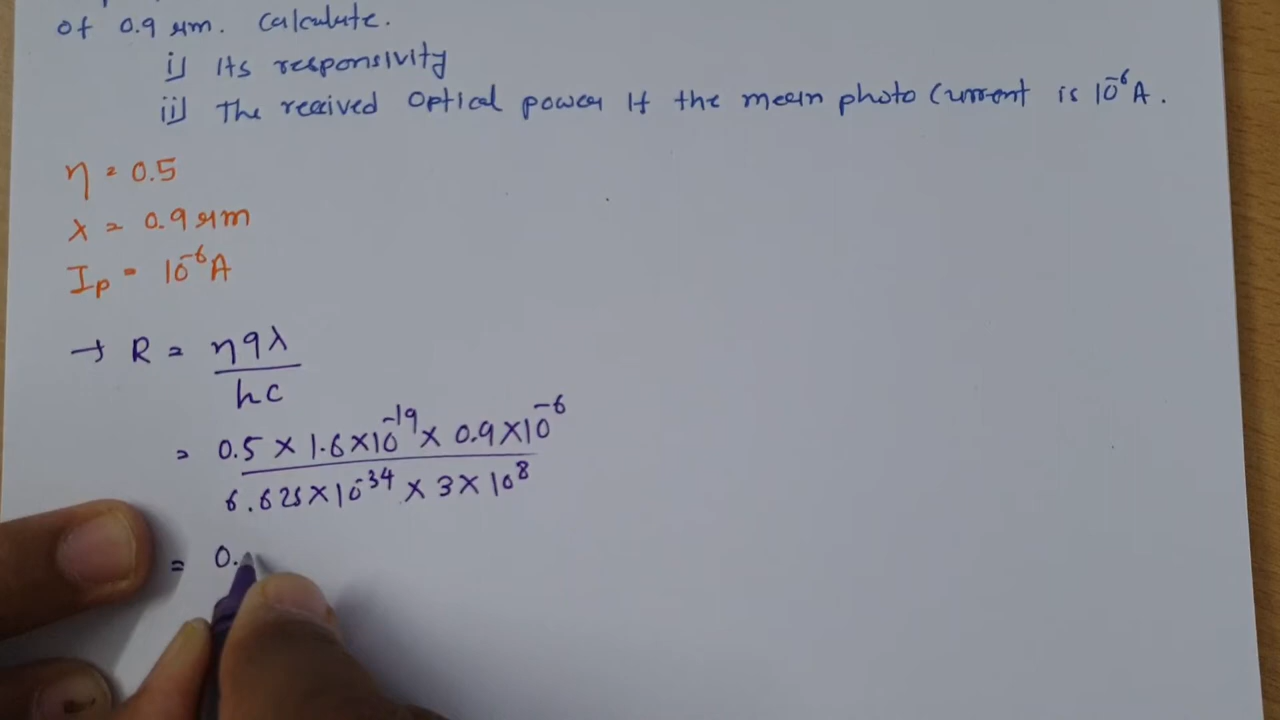 of 0.9 μm. Calculate.
i) Its responsivity
ii) The received Optical power If the mean photo Current is 10⁻⁶ A.
η = 0.5
λ = 0.9 μm
Ip = 10⁻⁶ A
→ R = ηqλ
hc
= 0.5 × 1.6×10⁻¹⁹ × 0.9×10⁻⁶
6.625×10⁻³⁴ × 3×10⁸
= 0.